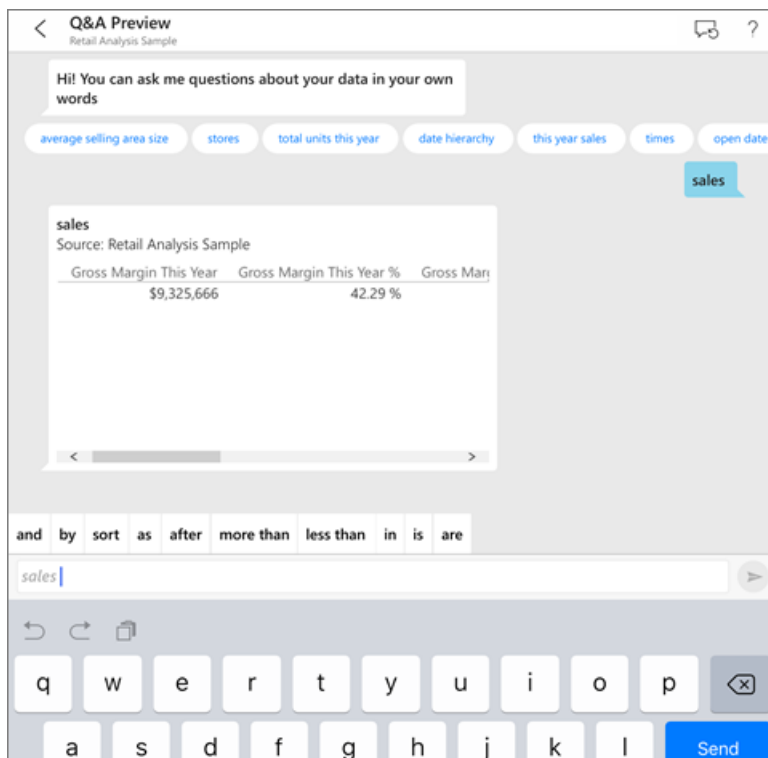 Q&A Preview
Retail Analysis Sample
?
Hi! You can ask me questions about your data in your own
words
average selling area size stores total units this year date hierarchy this year sales times open date
sales
sales
Source: Retail Analysis Sample
Gross Margin This Year Gross Margin This Year % Gross Mar
$9,325,666 42.29 %
and by sort as after more than less than in is are
sales
q w e r t y u i o p
a s d f g h j k l Send